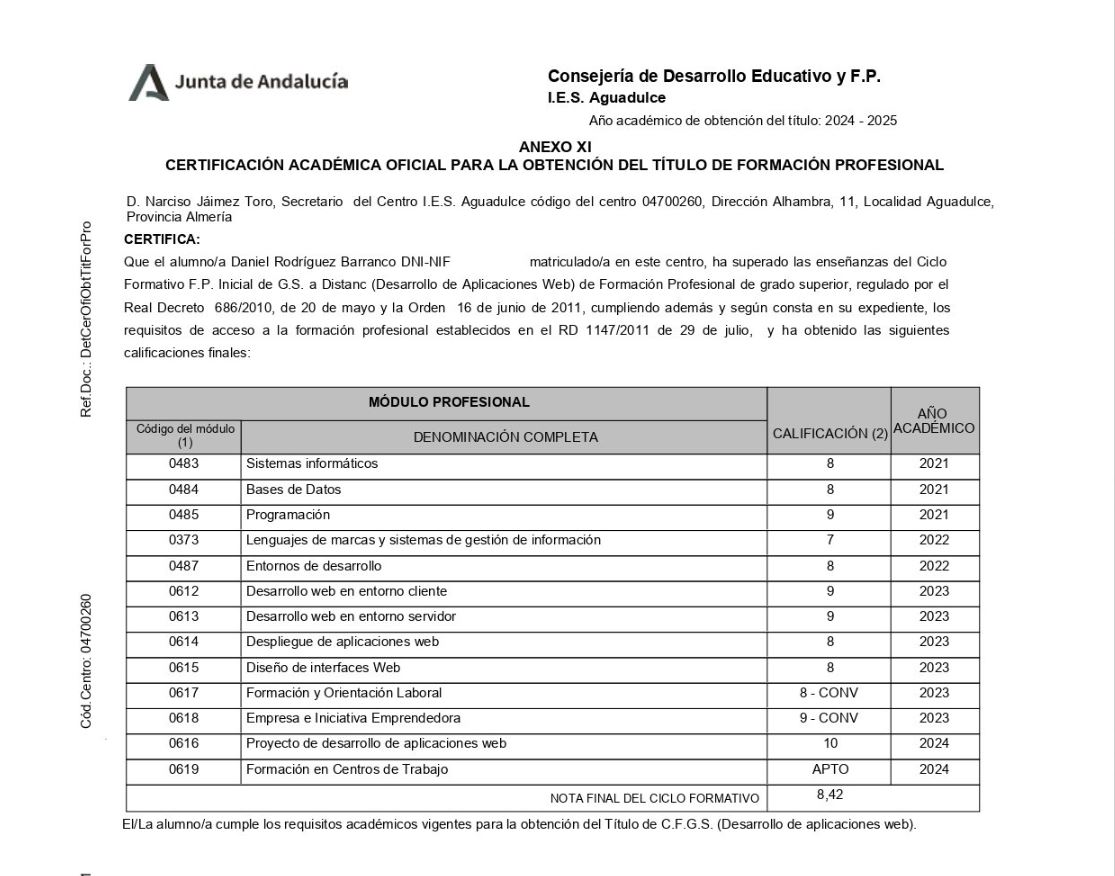 Junta de Andalucía
Consejería de Desarrollo Educativo y F.P.
I.E.S. Aguadulce
Año académico de obtención del título: 2024 - 2025
ANEXO XI
CERTIFICACIÓN ACADÉMICA OFICIAL PARA LA OBTENCIÓN DEL TÍTULO DE FORMACIÓN PROFESIONAL
D. Narciso Jáimez Toro, Secretario del Centro I.E.S. Aguadulce código del centro 04700260, Dirección Alhambra, 11, Localidad Aguadulce,
Provincia Almería
CERTIFICA:
Que el alumno/a Daniel Rodríguez Barranco DNI-NIF matriculado/a en este centro, ha superado las enseñanzas del Ciclo
Formativo F.P. Inicial de G.S. a Distanc (Desarrollo de Aplicaciones Web) de Formación Profesional de grado superior, regulado por el
Real Decreto 686/2010, de 20 de mayo y la Orden 16 de junio de 2011, cumpliendo además y según consta en su expediente, los
requisitos de acceso a la formación profesional establecidos en el RD 1147/2011 de 29 de julio, y ha obtenido las siguientes
calificaciones finales:
MÓDULO PROFESIONAL
Código del módulo
(1)
DENOMINACIÓN COMPLETA
CALIFICACIÓN (2)
AÑO
ACADÉMICO
0483 Sistemas informáticos 8 2021
0484 Bases de Datos 8 2021
0485 Programación 9 2021
0373 Lenguajes de marcas y sistemas de gestión de información 7 2022
0487 Entornos de desarrollo 8 2022
0612 Desarrollo web en entorno cliente 9 2023
0613 Desarrollo web en entorno servidor 9 2023
0614 Despliegue de aplicaciones web 8 2023
0615 Diseño de interfaces Web 8 2023
0617 Formación y Orientación Laboral 8 - CONV 2023
0618 Empresa e Iniciativa Emprendedora 9 - CONV 2023
0616 Proyecto de desarrollo de aplicaciones web 10 2024
0619 Formación en Centros de Trabajo APTO 2024
NOTA FINAL DEL CICLO FORMATIVO 8,42
El/La alumno/a cumple los requisitos académicos vigentes para la obtención del Título de C.F.G.S. (Desarrollo de aplicaciones web).
Ref.Doc.: DetCerOfiObtTitForPro
Cód.Centro: 04700260